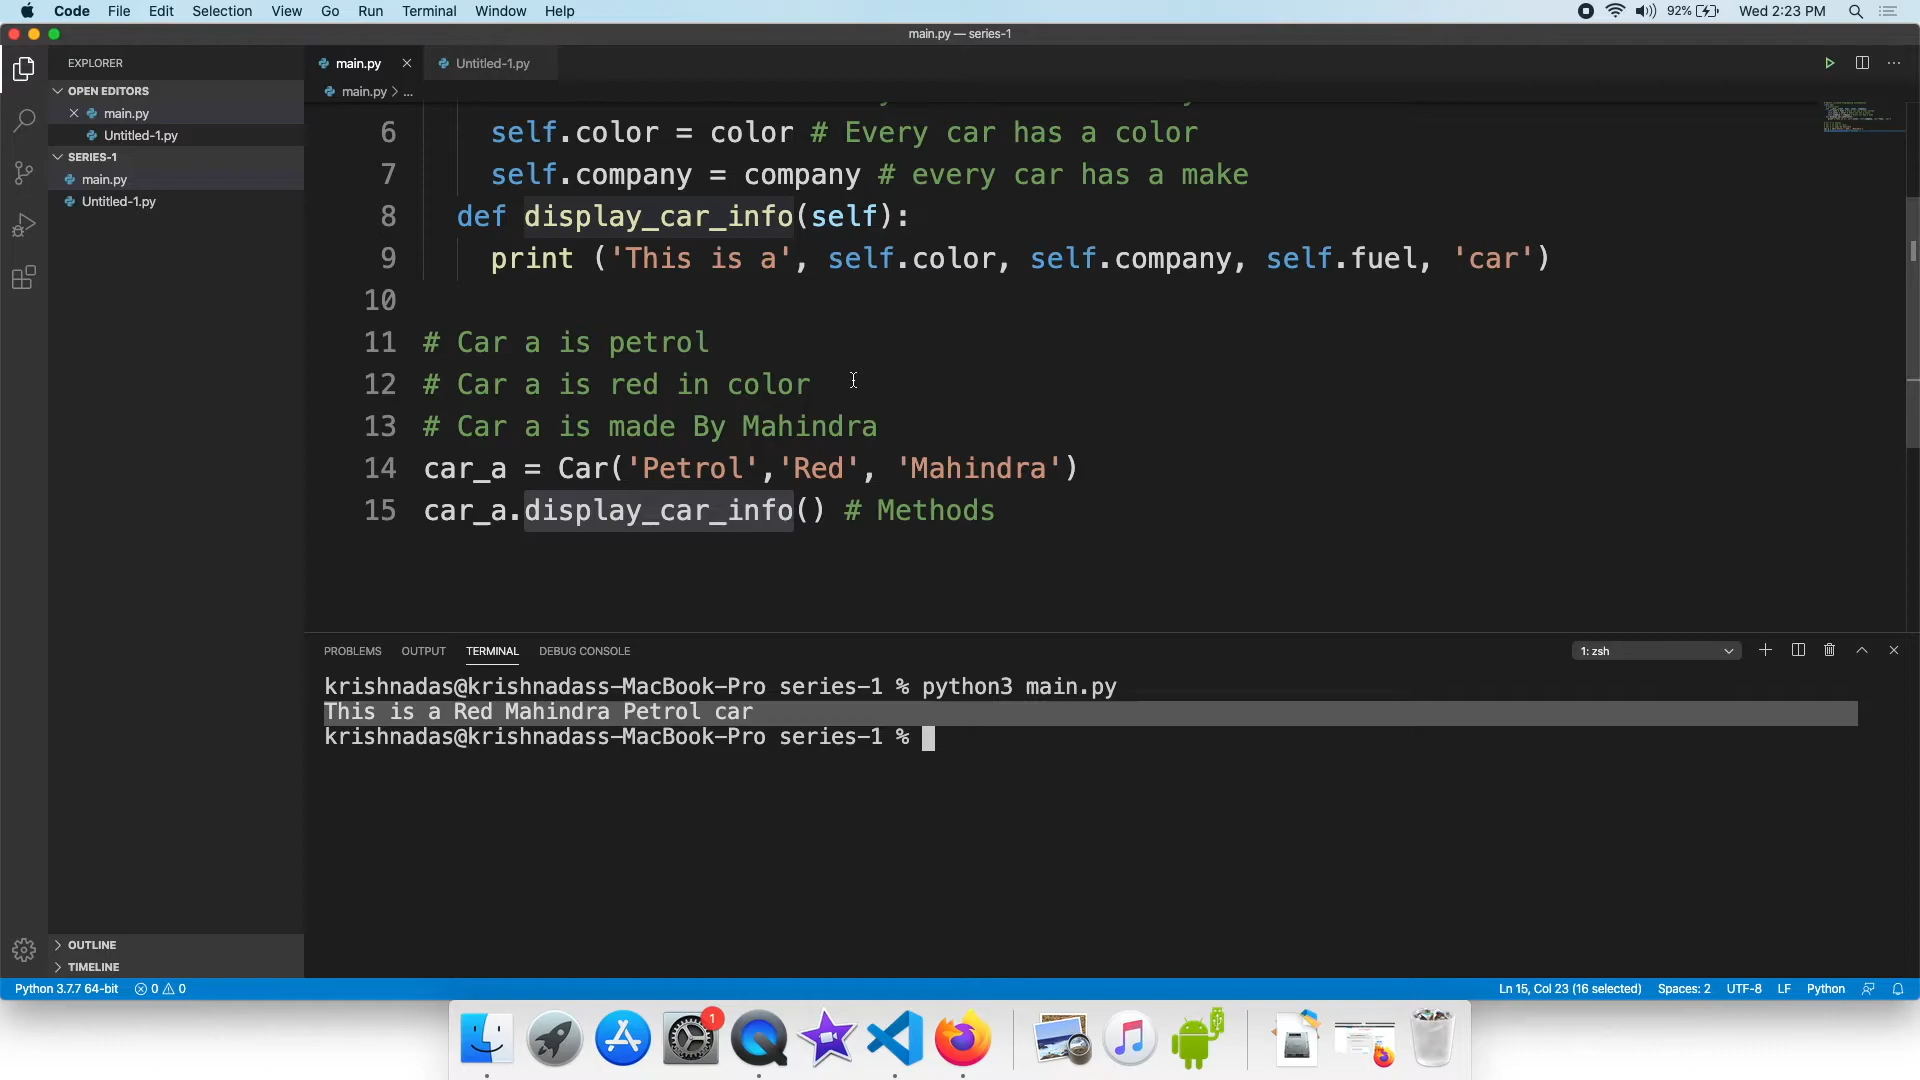 Code File Edit Selection View Go Run Terminal Window Help 92% Wed 2:23 PM
main.py — series-1
EXPLORER
OPEN EDITORS
main.py
Untitled-1.py
SERIES-1
main.py
Untitled-1.py
OUTLINE
TIMELINE
main.py Untitled-1.py
main.py > ...
6 self.color = color # Every car has a color
7 self.company = company # every car has a make
8 def display_car_info(self):
9 print ('This is a', self.color, self.company, self.fuel, 'car')
10
11 # Car a is petrol
12 # Car a is red in color
13 # Car a is made By Mahindra
14 car_a = Car('Petrol','Red', 'Mahindra')
15 car_a.display_car_info() # Methods
PROBLEMS OUTPUT TERMINAL DEBUG CONSOLE 1: zsh
krishnadas@krishnadass-MacBook-Pro series-1 % python3 main.py
This is a Red Mahindra Petrol car
krishnadas@krishnadass-MacBook-Pro series-1 %
Python 3.7.7 64-bit 0 0 Ln 15, Col 23 (16 selected) Spaces: 2 UTF-8 LF Python
1